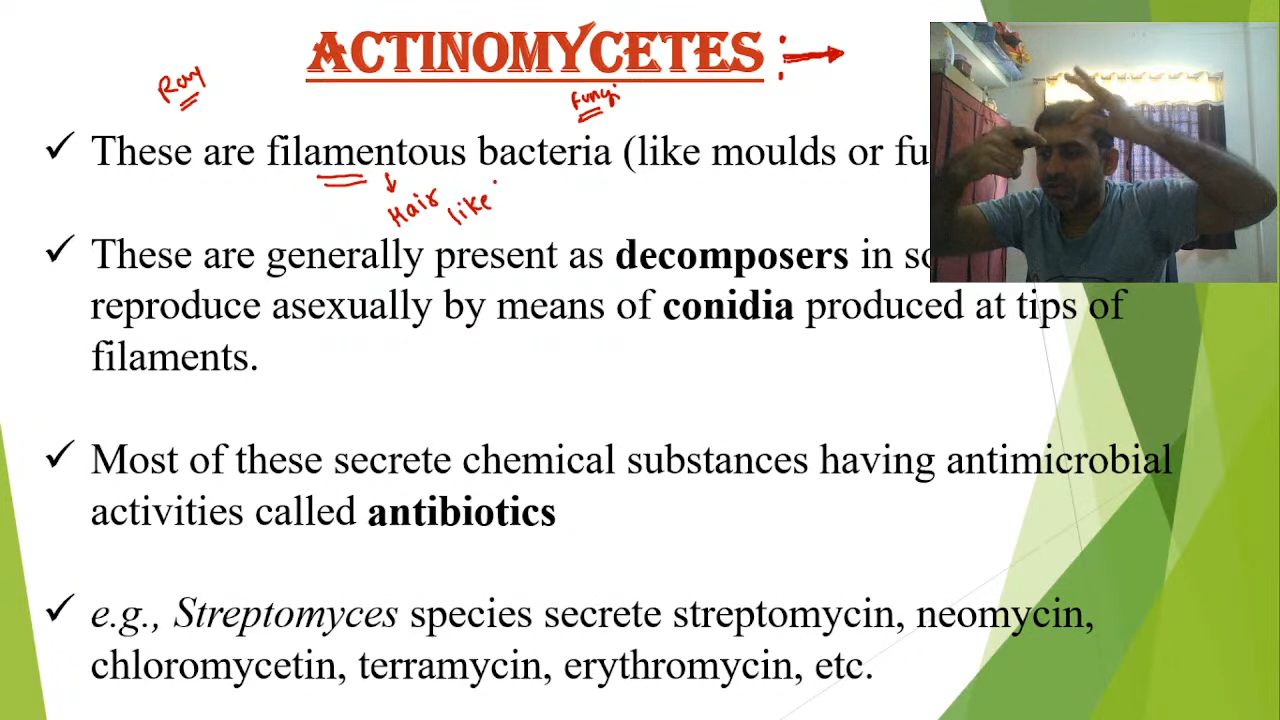 ACTINOMYCETES :→
Ray
Fungi
✓ These are filamentous bacteria (like moulds or fu
Hair like
✓ These are generally present as decomposers in
reproduce asexually by means of conidia produced at tips of
filaments.
✓ Most of these secrete chemical substances having antimicrobial
activities called antibiotics
✓ e.g., Streptomyces species secrete streptomycin, neomycin,
chloromycetin, terramycin, erythromycin, etc.